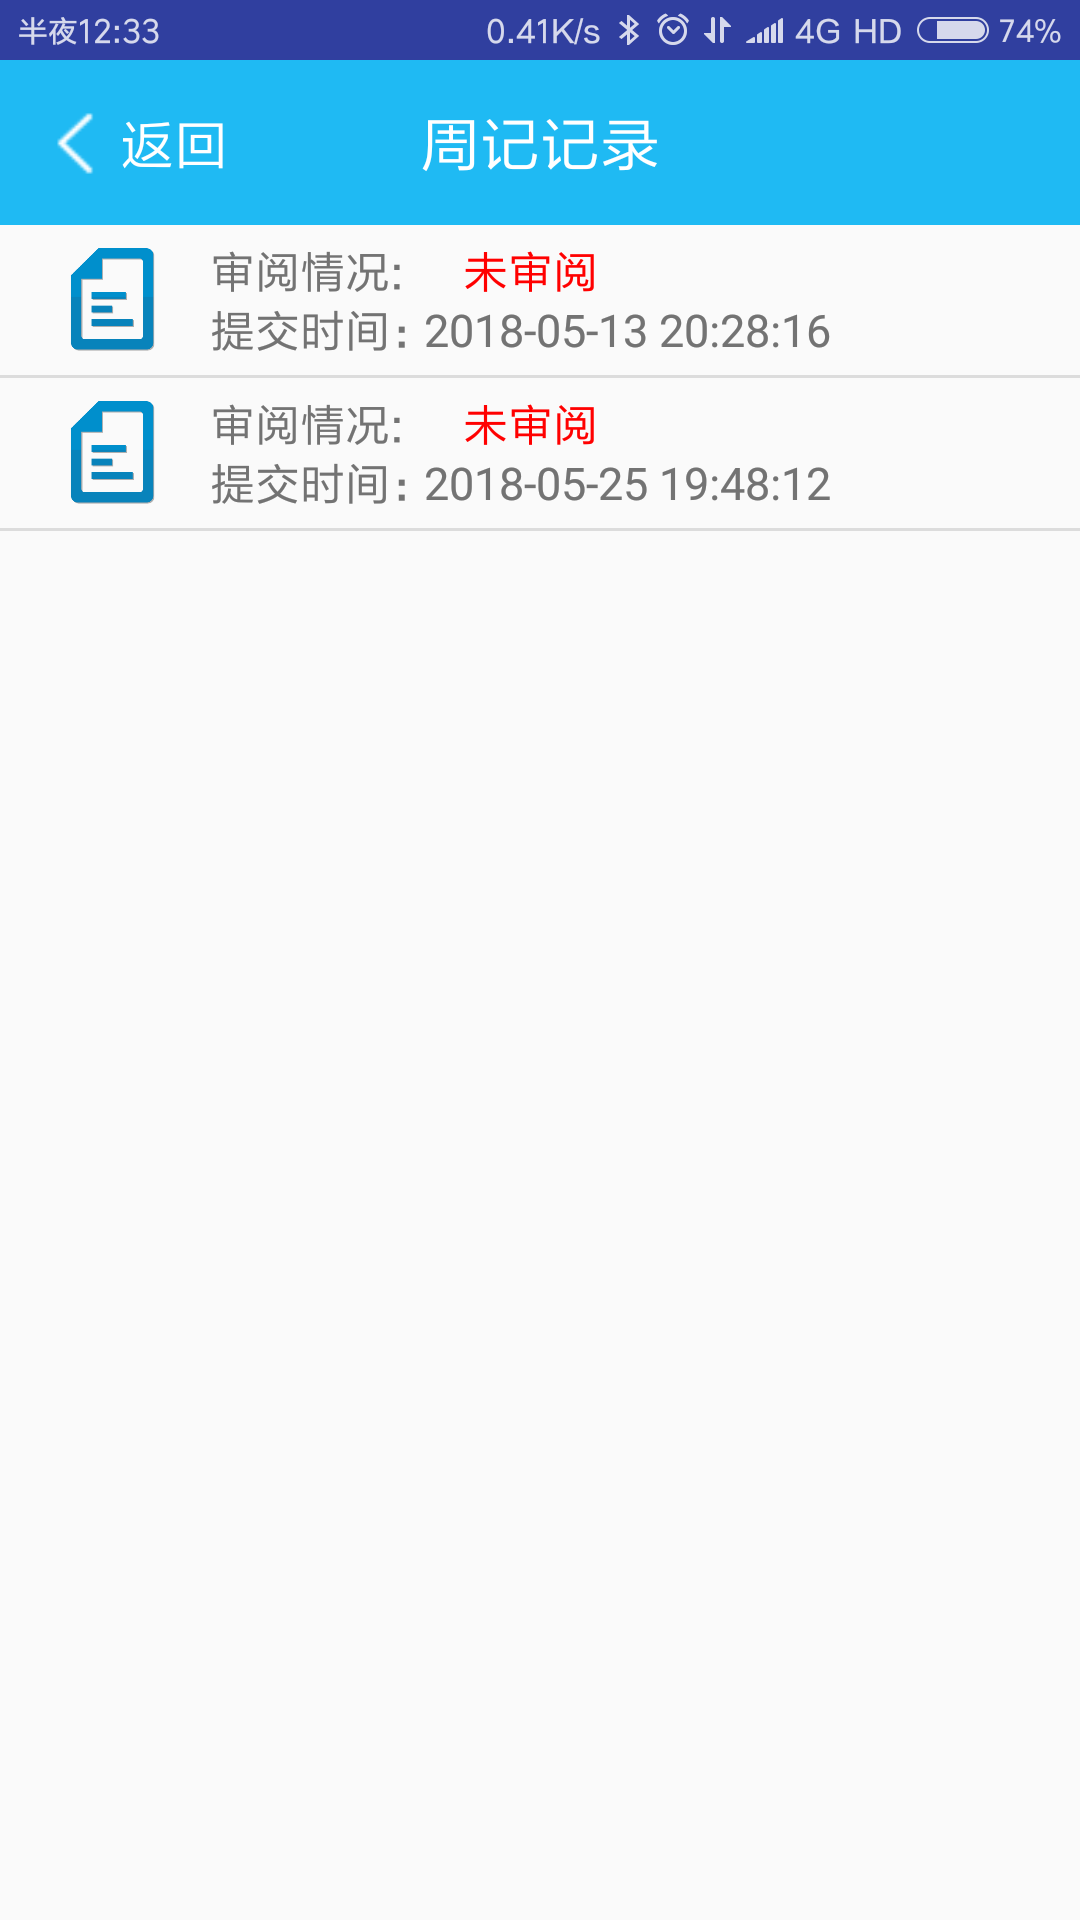 半夜12:33 0.41K/s 4G HD 74%
返回 周记记录
审阅情况: 未审阅
提交时间: 2018-05-13 20:28:16
审阅情况: 未审阅
提交时间: 2018-05-25 19:48:12